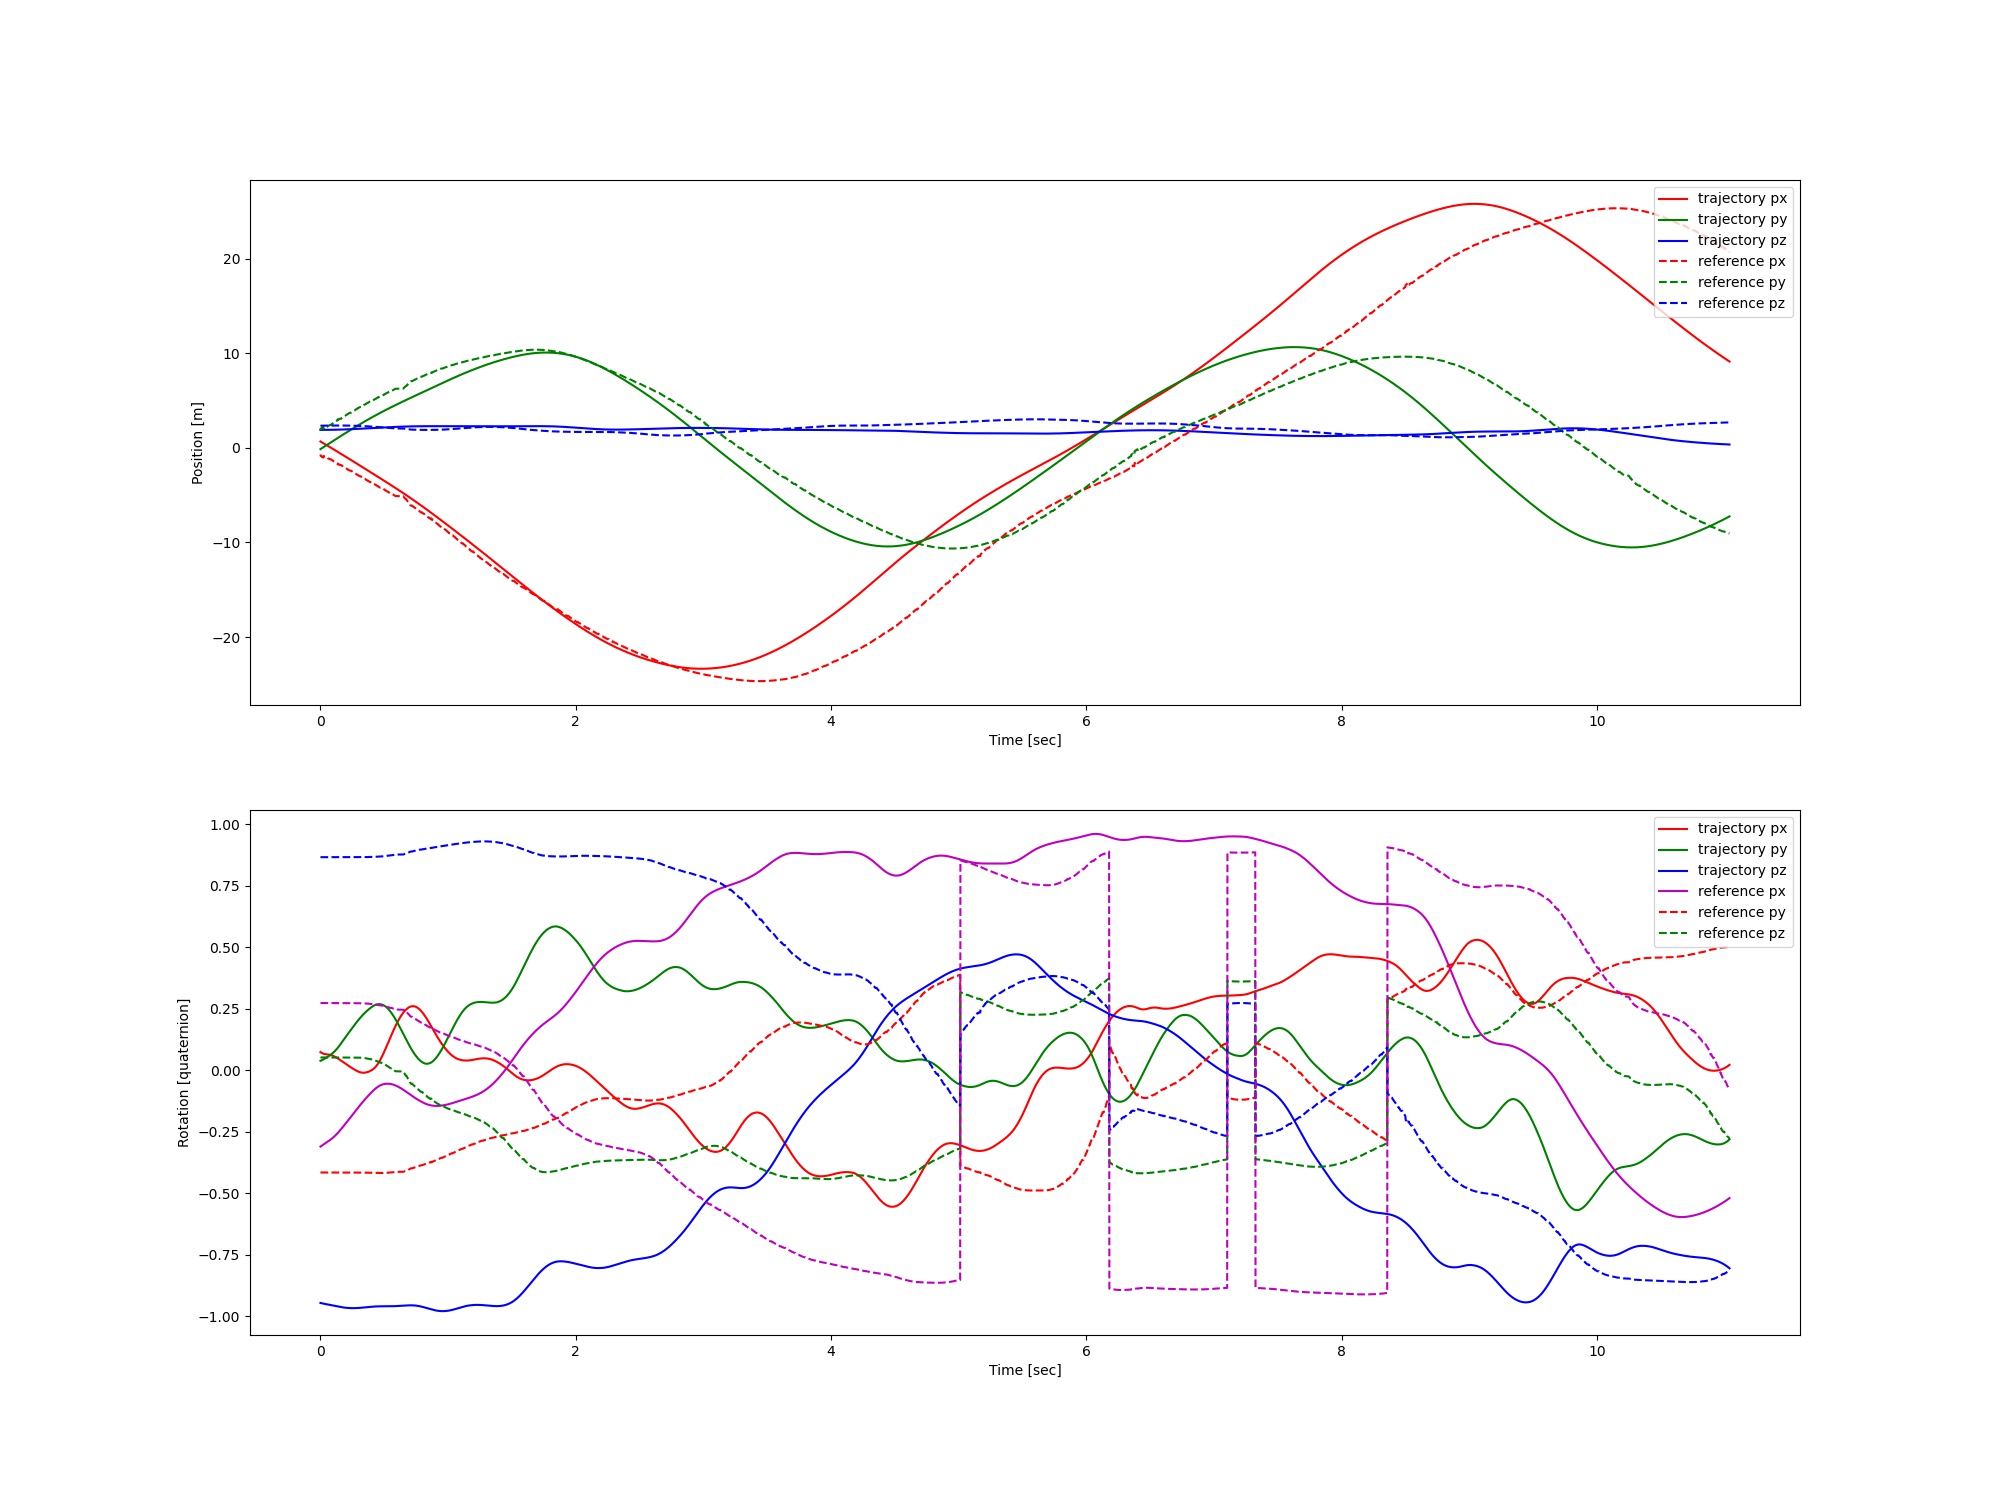 20
10
0
−10
−20
Position [m]
0 2 4 6 8 10
Time [sec]
trajectory px
trajectory py
trajectory pz
reference px
reference py
reference pz
1.00
0.75
0.50
0.25
0.00
−0.25
−0.50
−0.75
−1.00
Rotation [quaternion]
0 2 4 6 8 10
Time [sec]
trajectory px
trajectory py
trajectory pz
reference px
reference py
reference pz